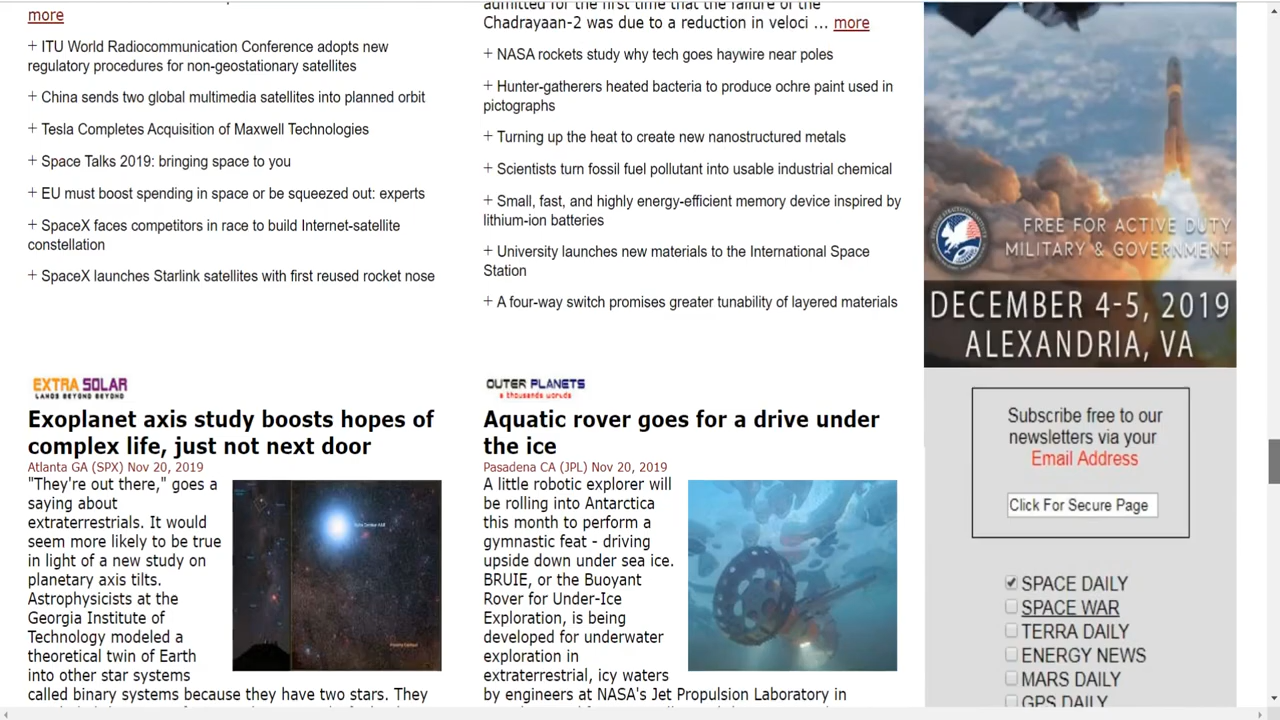 more
+ ITU World Radiocommunication Conference adopts new
regulatory procedures for non-geostationary satellites
+ China sends two global multimedia satellites into planned orbit
+ Tesla Completes Acquisition of Maxwell Technologies
+ Space Talks 2019: bringing space to you
+ EU must boost spending in space or be squeezed out: experts
+ SpaceX faces competitors in race to build Internet-satellite
constellation
+ SpaceX launches Starlink satellites with first reused rocket nose
admitted for the first time that the failure of the
Chadrayaan-2 was due to a reduction in veloci ... more
+ NASA rockets study why tech goes haywire near poles
+ Hunter-gatherers heated bacteria to produce ochre paint used in
pictographs
+ Turning up the heat to create new nanostructured metals
+ Scientists turn fossil fuel pollutant into usable industrial chemical
+ Small, fast, and highly energy-efficient memory device inspired by
lithium-ion batteries
+ University launches new materials to the International Space
Station
+ A four-way switch promises greater tunability of layered materials
EXTRA SOLAR
LANDS BEYOND BEYOND
Exoplanet axis study boosts hopes of
complex life, just not next door
Atlanta GA (SPX) Nov 20, 2019
"They're out there," goes a
saying about
extraterrestrials. It would
seem more likely to be true
in light of a new study on
planetary axis tilts.
Astrophysicists at the
Georgia Institute of
Technology modeled a
theoretical twin of Earth
into other star systems
called binary systems because they have two stars. They
OUTER PLANETS
a thousands worlds
Aquatic rover goes for a drive under
the ice
Pasadena CA (JPL) Nov 20, 2019
A little robotic explorer will
be rolling into Antarctica
this month to perform a
gymnastic feat - driving
upside down under sea ice.
BRUIE, or the Buoyant
Rover for Under-Ice
Exploration, is being
developed for underwater
exploration in
extraterrestrial, icy waters
by engineers at NASA's Jet Propulsion Laboratory in
FREE FOR ACTIVE DUTY
MILITARY & GOVERNMENT
DECEMBER 4-5, 2019
ALEXANDRIA, VA
Subscribe free to our
newsletters via your
Email Address
Click For Secure Page
SPACE DAILY
SPACE WAR
TERRA DAILY
ENERGY NEWS
MARS DAILY
GPS DAILY